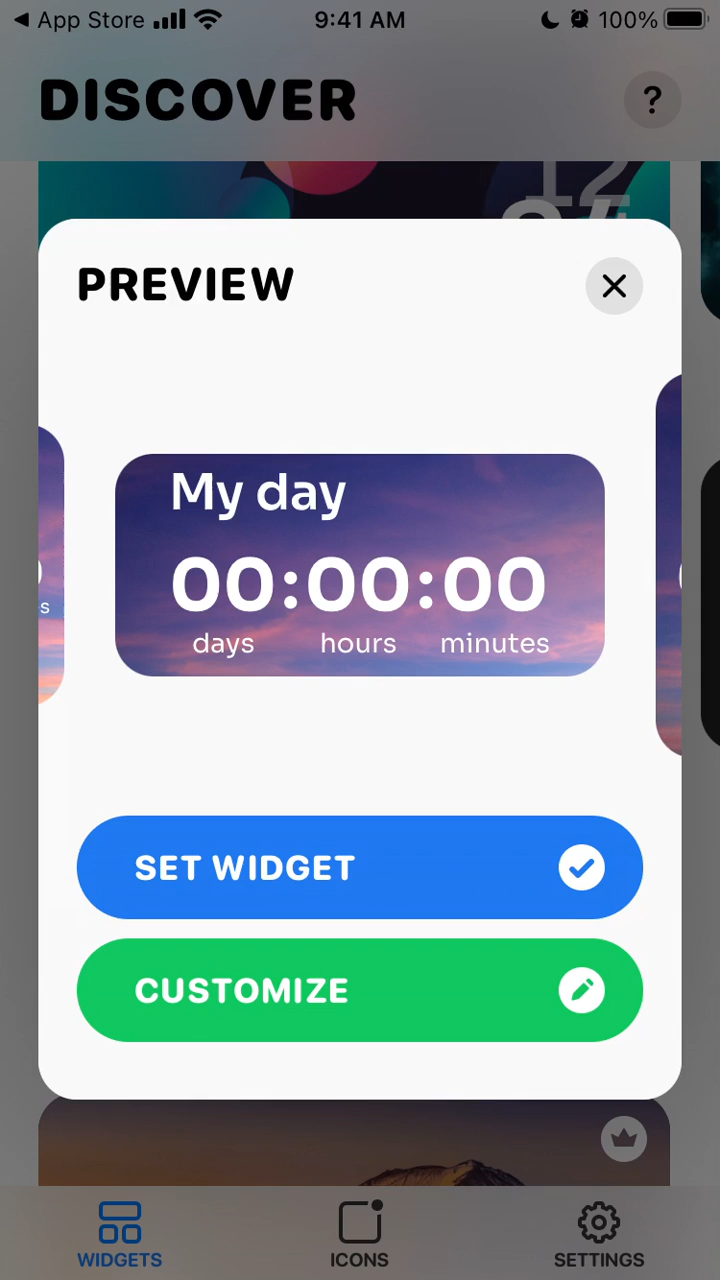 App Store 9:41 AM 100%
DISCOVER ?
12
PREVIEW
My day
00:00:00
s days hours minutes
SET WIDGET
CUSTOMIZE
WIDGETS ICONS SETTINGS